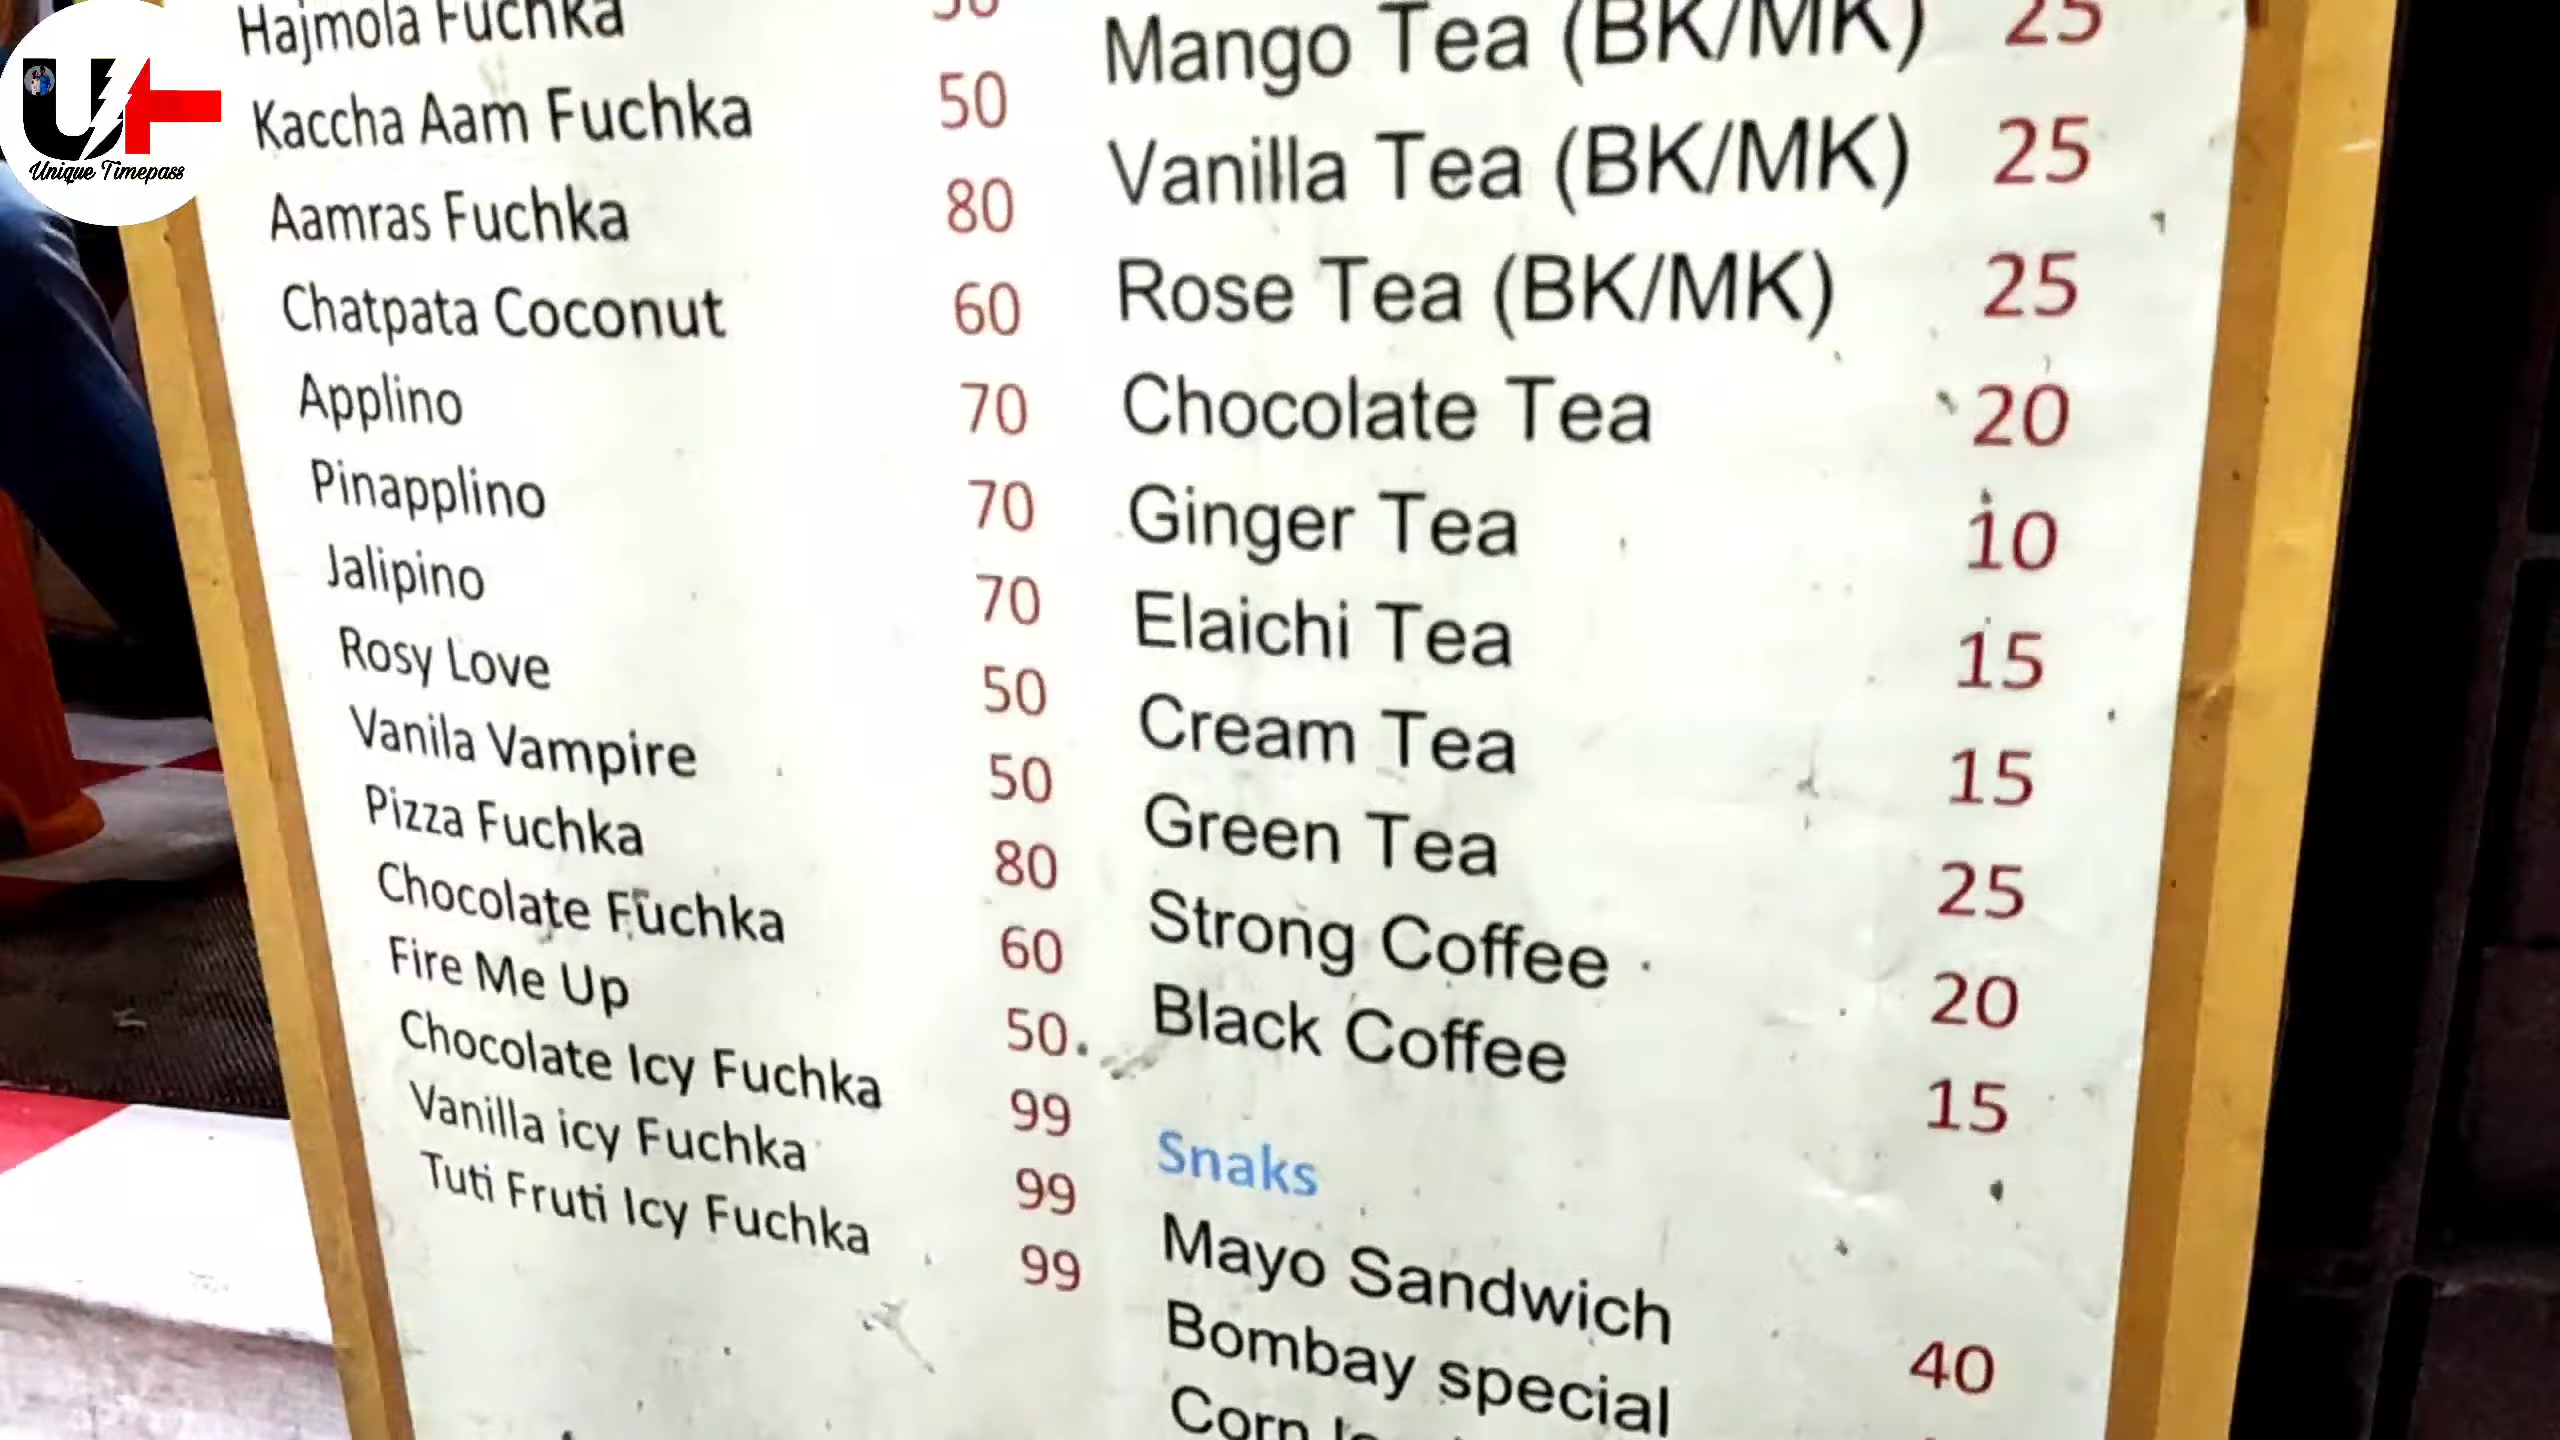 UT
Unique Timepass
Hajmola Fuchka
Kaccha Aam Fuchka 50
Aamras Fuchka 80
Chatpata Coconut 60
Applino 70
Pinapplino 70
Jalipino 70
Rosy Love 50
Vanila Vampire 50
Pizza Fuchka 80
Chocolate Fuchka 60
Fire Me Up 50
Chocolate Icy Fuchka 99
Vanilla icy Fuchka 99
Tuti Fruti Icy Fuchka 99
Mango Tea (BK/MK) 25
Vanilla Tea (BK/MK) 25
Rose Tea (BK/MK) 25
Chocolate Tea 20
Ginger Tea 10
Elaichi Tea 15
Cream Tea 15
Green Tea 25
Strong Coffee 20
Black Coffee 15
Snaks
Mayo Sandwich 40
Bombay special
Corn